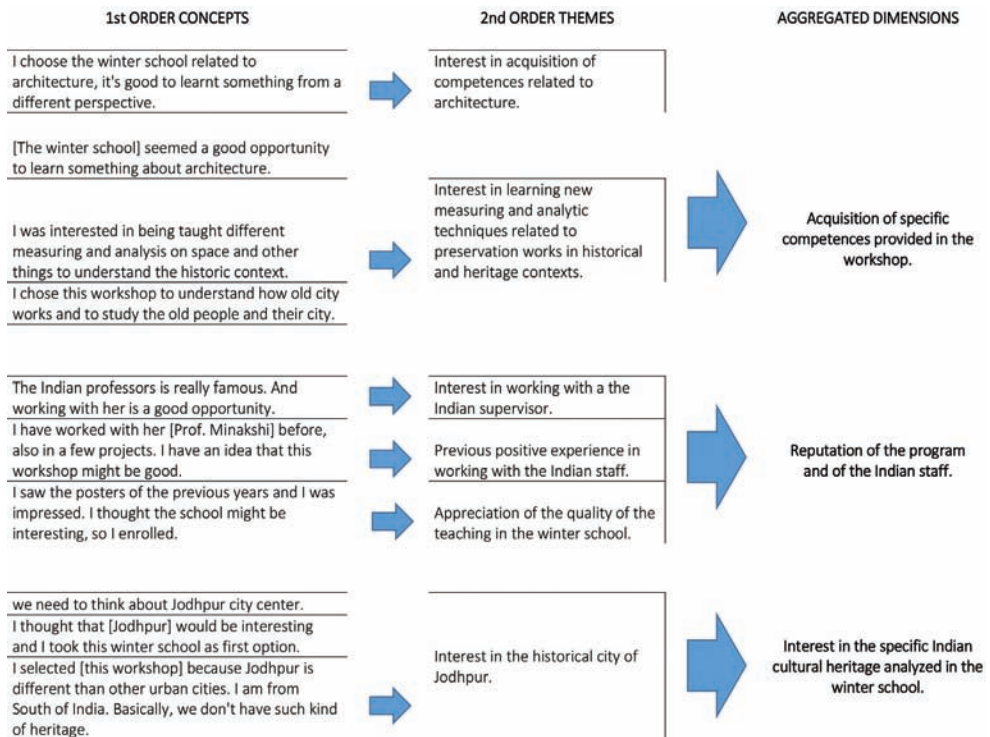 1ST ORDER CONCEPTS
2ND ORDER THEMES
AGGREGATED DIMENSIONS
I choose the winter school related to
architecture, it's good to learnt something from a
different perspective.
Interest in acquisition of
competences related to
architecture.
[The winter school] seemed a good opportunity
to learn something about architecture.
I was interested in being taught different
measuring and analysis on space and other
things to understand the historic context.
I chose this workshop to understand how old city
works and to study the old people and their city.
Interest in learning new
measuring and analytic
techniques related to
preservation works in historical
and heritage contexts.
Acquisition of specific
competences provided in the
workshop.
The Indian professors is really famous. And
working with her is a good opportunity.
Interest in working with a the
Indian supervisor.
I have worked with her [Prof. Minakshi] before,
also in a few projects. I have an idea that this
workshop might be good.
Previous positive experience in
working with the Indian staff.
I saw the posters of the previous years and I was
impressed. I thought the school might be
interesting, so I enrolled.
Appreciation of the quality of the
teaching in the winter school.
Reputation of the program
and of the Indian staff.
we need to think about Jodhpur city center.
I thought that [Jodhpur] would be interesting
and I took this winter school as first option.
I selected [this workshop] because Jodhpur is
different than other urban cities. I am from
South of India. Basically, we don't have such kind
of heritage.
Interest in the historical city of
Jodhpur.
Interest in the specific Indian
cultural heritage analyzed in the
winter school.